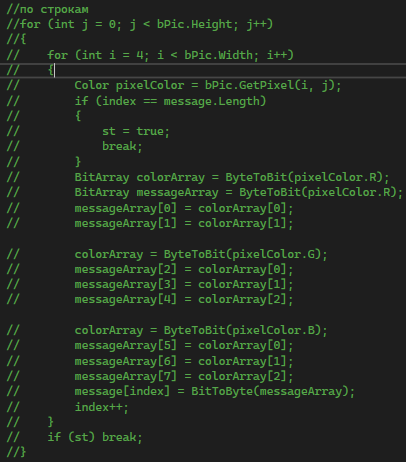 //по строкам
//for (int j = 0; j < bPic.Height; j++)
//{
//    for (int i = 4; i < bPic.Width; i++)
//    {
//        Color pixelColor = bPic.GetPixel(i, j);
//        if (index == message.Length)
//        {
//            st = true;
//            break;
//        }
//        BitArray colorArray = ByteToBit(pixelColor.R);
//        BitArray messageArray = ByteToBit(pixelColor.R);
//        messageArray[0] = colorArray[0];
//        messageArray[1] = colorArray[1];

//        colorArray = ByteToBit(pixelColor.G);
//        messageArray[2] = colorArray[0];
//        messageArray[3] = colorArray[1];
//        messageArray[4] = colorArray[2];

//        colorArray = ByteToBit(pixelColor.B);
//        messageArray[5] = colorArray[0];
//        messageArray[6] = colorArray[1];
//        messageArray[7] = colorArray[2];
//        message[index] = BitToByte(messageArray);
//        index++;
//    }
//    if (st) break;
//}